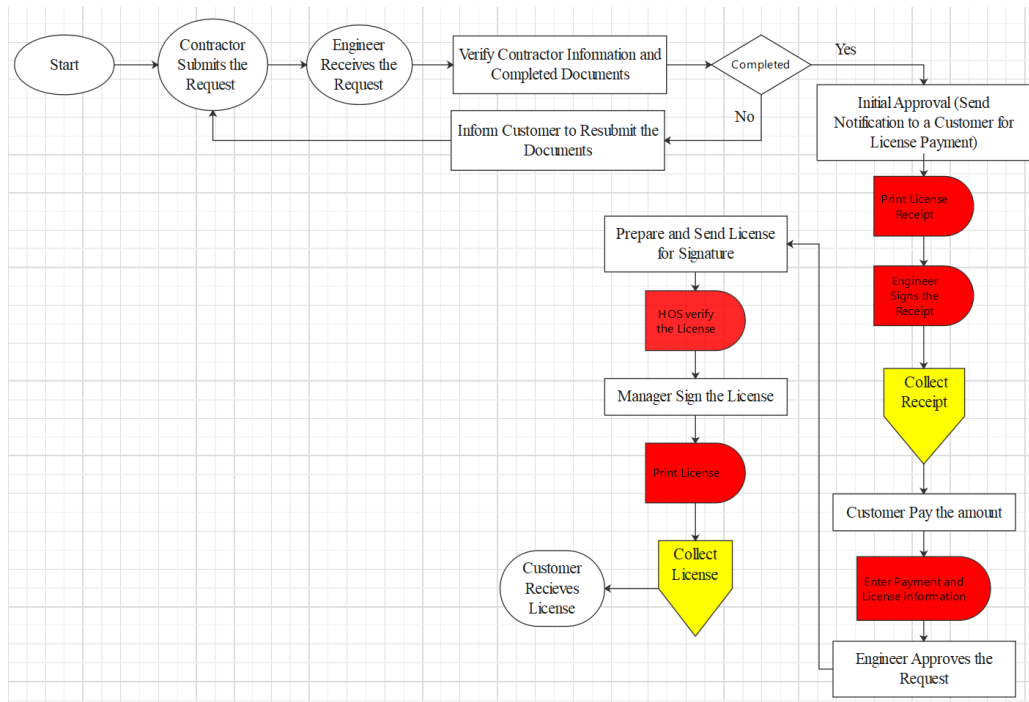 Start
Contractor
Submits the
Request
Engineer
Receives the
Request
Verify Contractor Information and
Completed Documents
Completed
Yes
No
Inform Customer to Resubmit the
Documents
Initial Approval (Send
Notification to a Customer for
License Payment)
Print License
Receipt
Engineer
Signs the
Receipt
Collect
Receipt
Customer Pay the amount
Enter Payment and
License information
Engineer Approves the
Request
Prepare and Send License
for Signature
HOS verify
the License
Manager Sign the License
Print License
Collect
License
Customer
Recieves
License